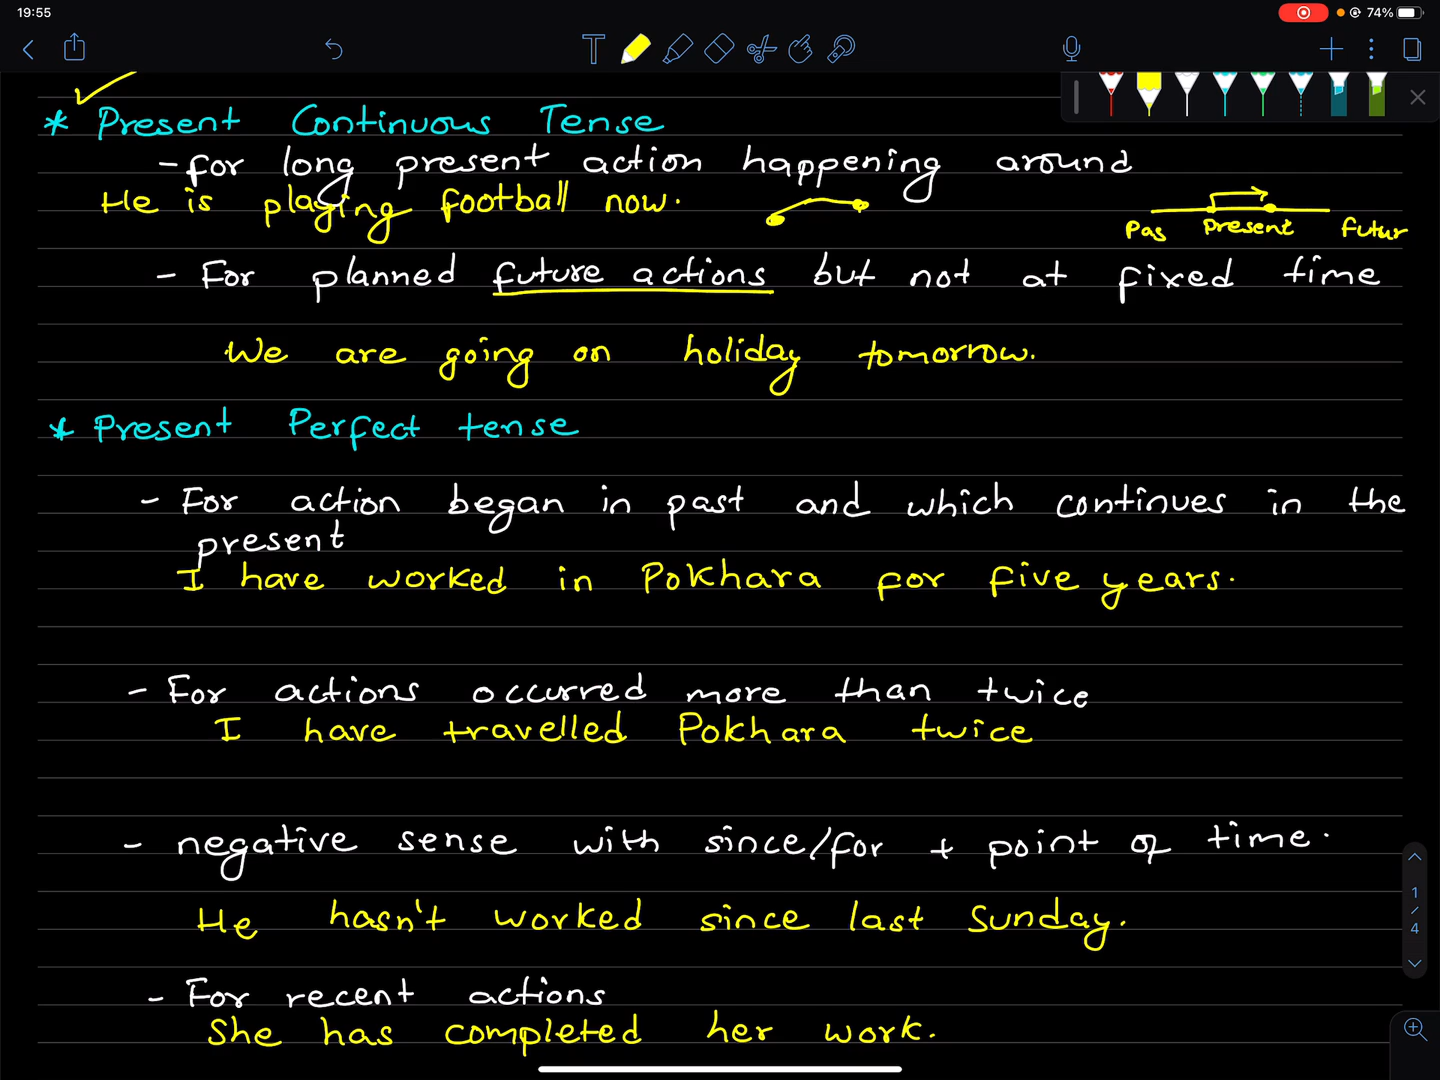 19:55
74%
* Present Continuous Tense
- for long present action happening around
He is playing football now.
Pas Present Futur
- For planned future actions but not at fixed time
We are going on holiday tomorrow.
* Present Perfect tense
- For action began in past and which continues in the
present
I have worked in Pokhara for five years.
- For actions occurred more than twice
I have travelled Pokhara twice
- negative sense with since/for + point of time.
He hasn't worked since last Sunday.
- For recent actions
She has completed her work.
1
/
4